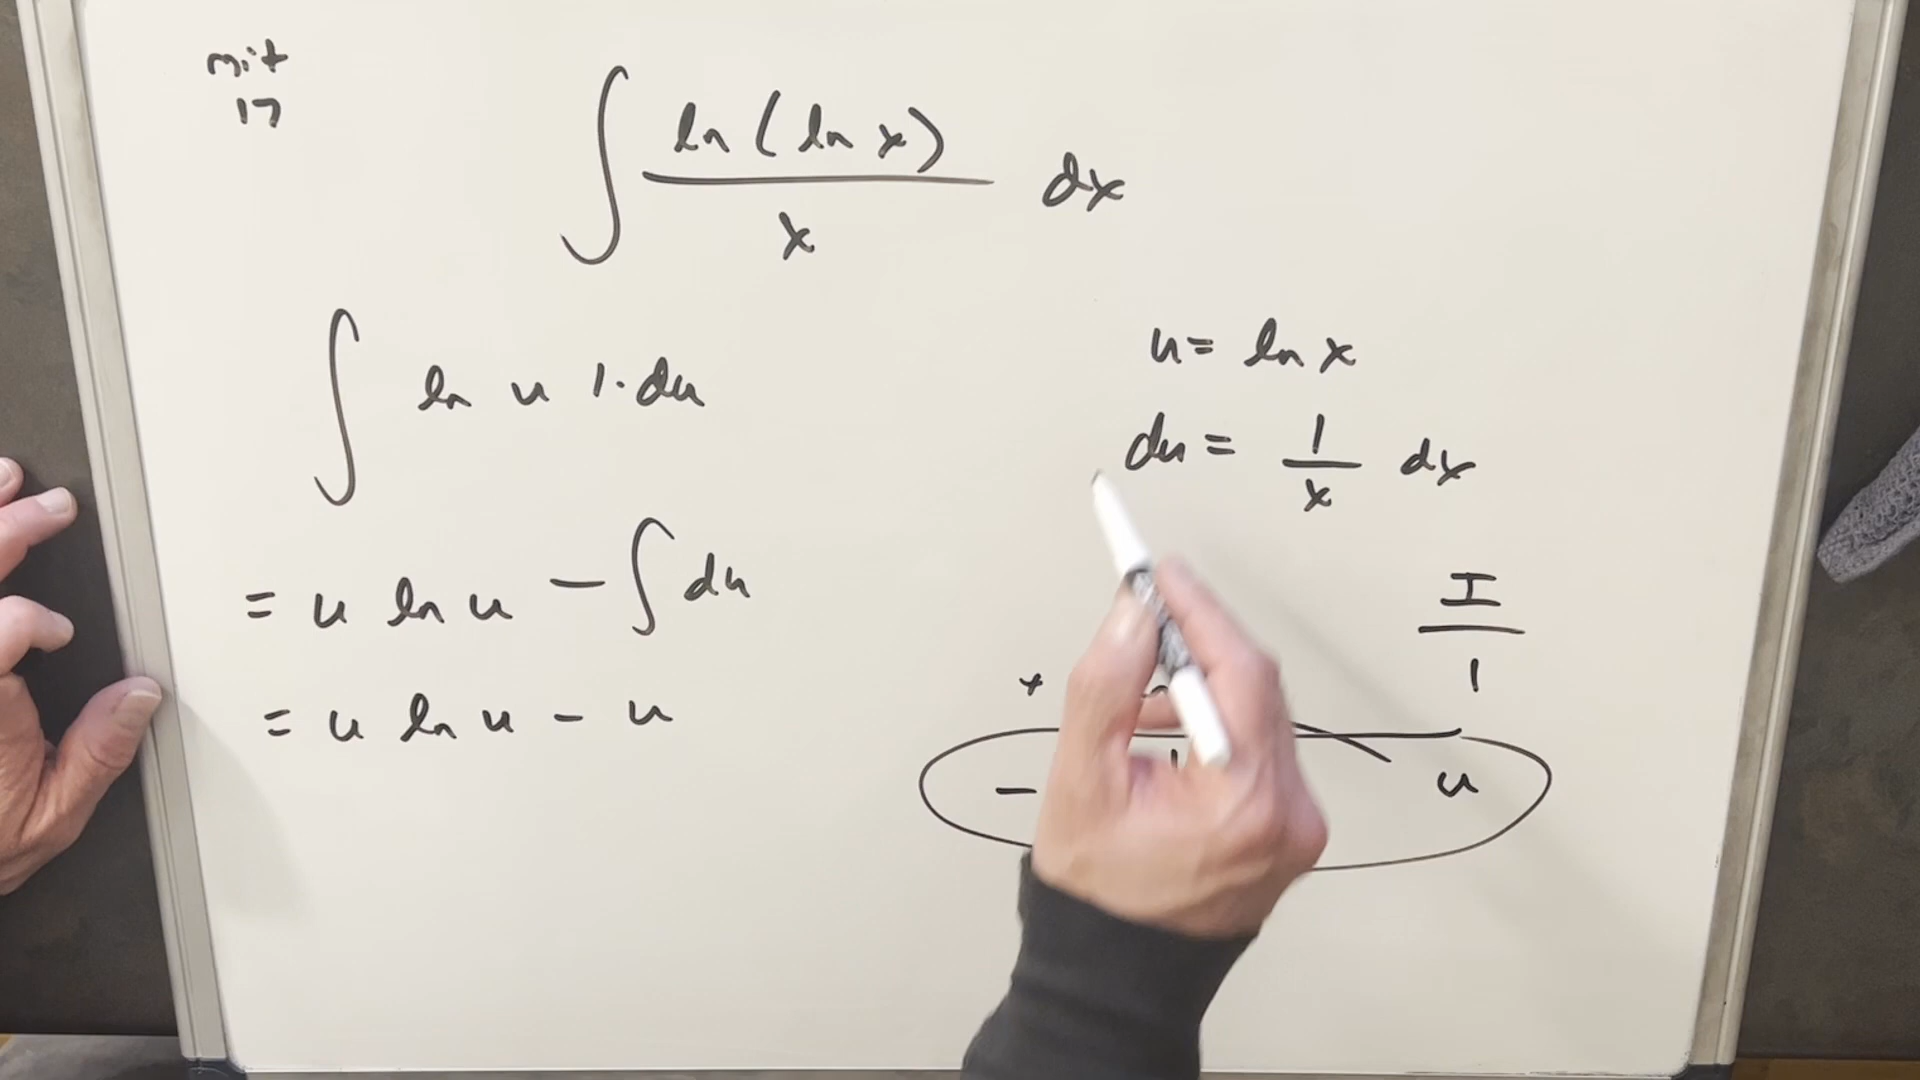 mit
17
∫ ln(ln x) / x dx
∫ ln u 1·du
= u ln u − ∫ du
= u ln u − u
u = ln x
du = 1/x dx
I
+ 1
− u